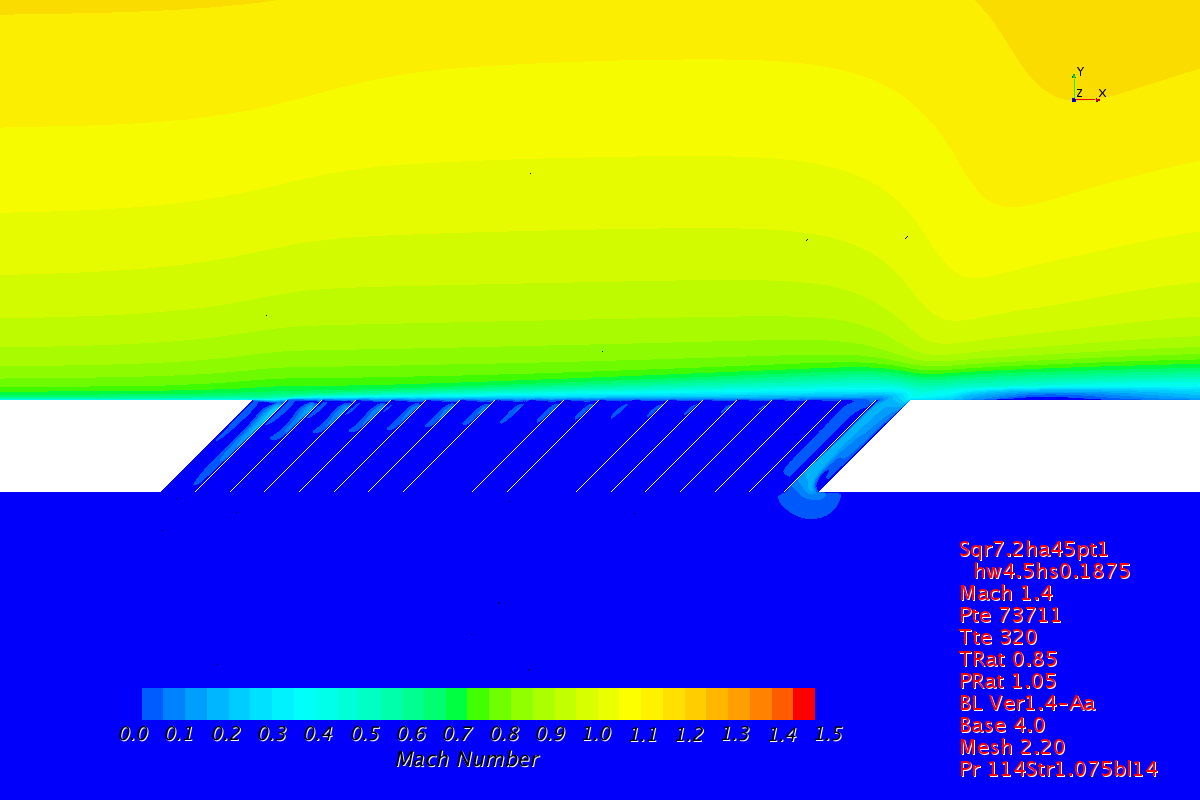 Y
Z X
Sqr7.2ha45pt1
hw4.5hs0.1875
Mach 1.4
Pte 73711
Tte 320
TRat 0.85
PRat 1.05
BL Ver1.4-Aa
Base 4.0
Mesh 2.20
Pr 114Str1.075bl14
0.0 0.1 0.2 0.3 0.4 0.5 0.6 0.7 0.8 0.9 1.0 1.1 1.2 1.3 1.4 1.5
Mach Number